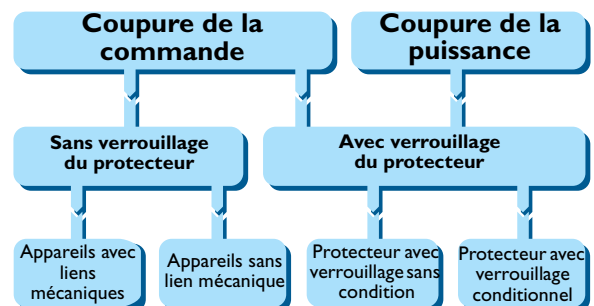 Coupure de la
commande
Coupure de la
puissance
Sans verrouillage
du protecteur
Avec verrouillage
du protecteur
Appareils avec
liens
mécaniques
Appareils sans
lien mécanique
Protecteur avec
verrouillage sans
condition
Protecteur avec
verrouillage
conditionnel